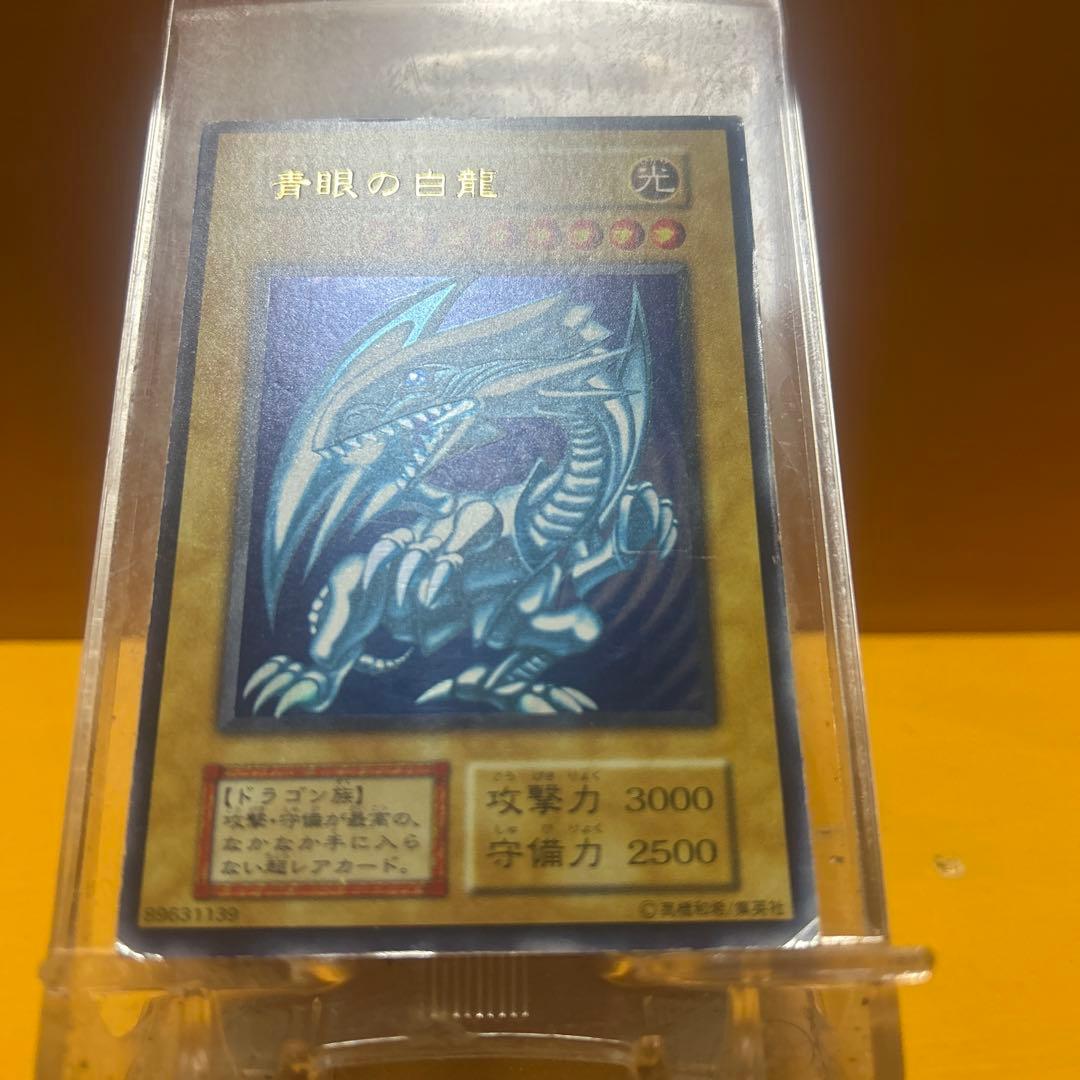 青眼の白龍
光
こう げき りょく
攻撃力 3000
しゅ び りょく
守備力 2500
【ドラゴン族】
攻撃・守備が最高の、
なかなか手に入ら
ない超レアカード。
89631139
©高橋和希/集英社